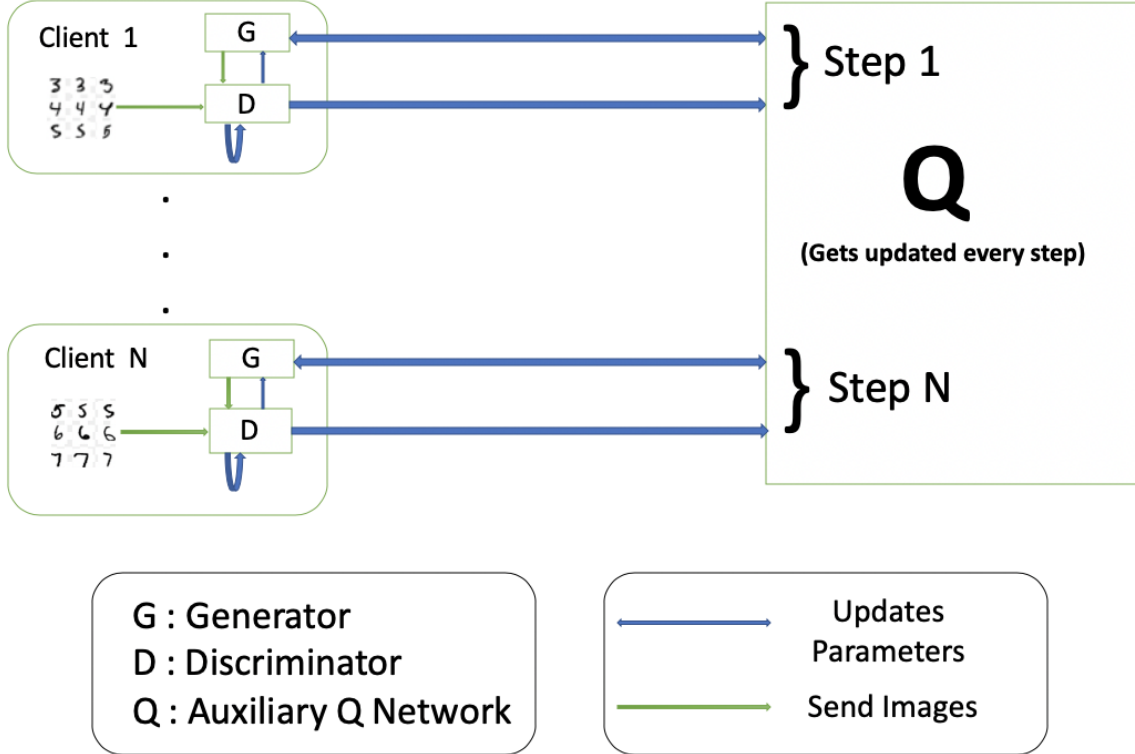 Client 1
G
D
3 3 3
4 4 4
5 5 5
Step 1
Q
(Gets updated every step)
Client N
G
D
5 5 5
6 6 6
7 7 7
Step N
G : Generator
D : Discriminator
Q : Auxiliary Q Network
Updates
Parameters
Send Images